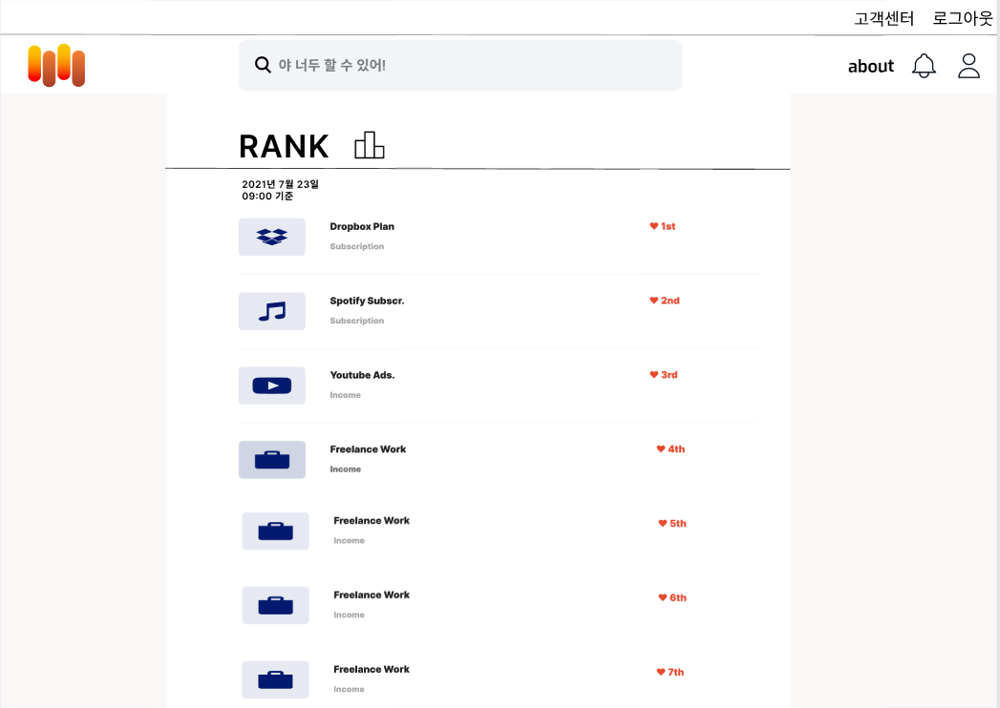 고객센터 로그아웃
야 너두 할 수 있어!
about
RANK
2021년 7월 23일
09:00 기준
Dropbox Plan
1st
Subscription
Spotify Subscr.
2nd
Subscription
Youtube Ads.
3rd
Income
Freelance Work
4th
Income
Freelance Work
5th
Income
Freelance Work
6th
Income
Freelance Work
7th
Income